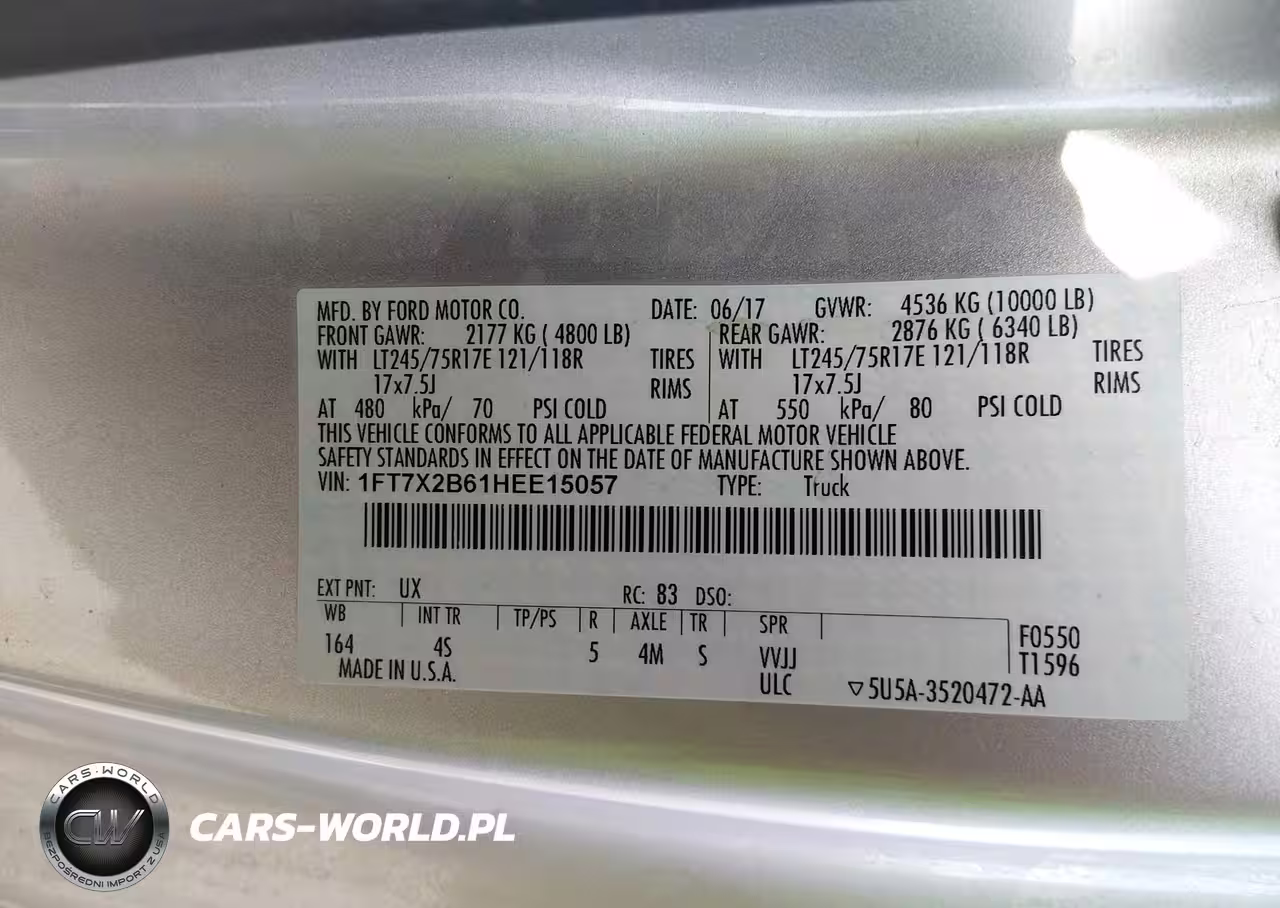 MFD. BY FORD MOTOR CO. DATE: 06/17 GVWR: 4536 KG (10000 LB)
FRONT GAWR: 2177 KG ( 4800 LB) REAR GAWR: 2876 KG ( 6340 LB)
WITH LT245/75R17E 121/118R TIRES WITH LT245/75R17E 121/118R TIRES
17x7.5J RIMS 17x7.5J RIMS
AT 480 kPa/ 70 PSI COLD AT 550 kPa/ 80 PSI COLD
THIS VEHICLE CONFORMS TO ALL APPLICABLE FEDERAL MOTOR VEHICLE
SAFETY STANDARDS IN EFFECT ON THE DATE OF MANUFACTURE SHOWN ABOVE.
VIN: 1FT7X2B61HEE15057 TYPE: Truck
EXT PNT: UX RC: 83 DSO:
WB INT TR TP/PS R AXLE TR SPR
164 4S 5 4M S VVJJ F0550
ULC T1596
MADE IN U.S.A. ▽5U5A-3520472-AA
CARS-WORLD
CW
BEZPOŚREDNI IMPORT Z USA
CARS-WORLD.PL